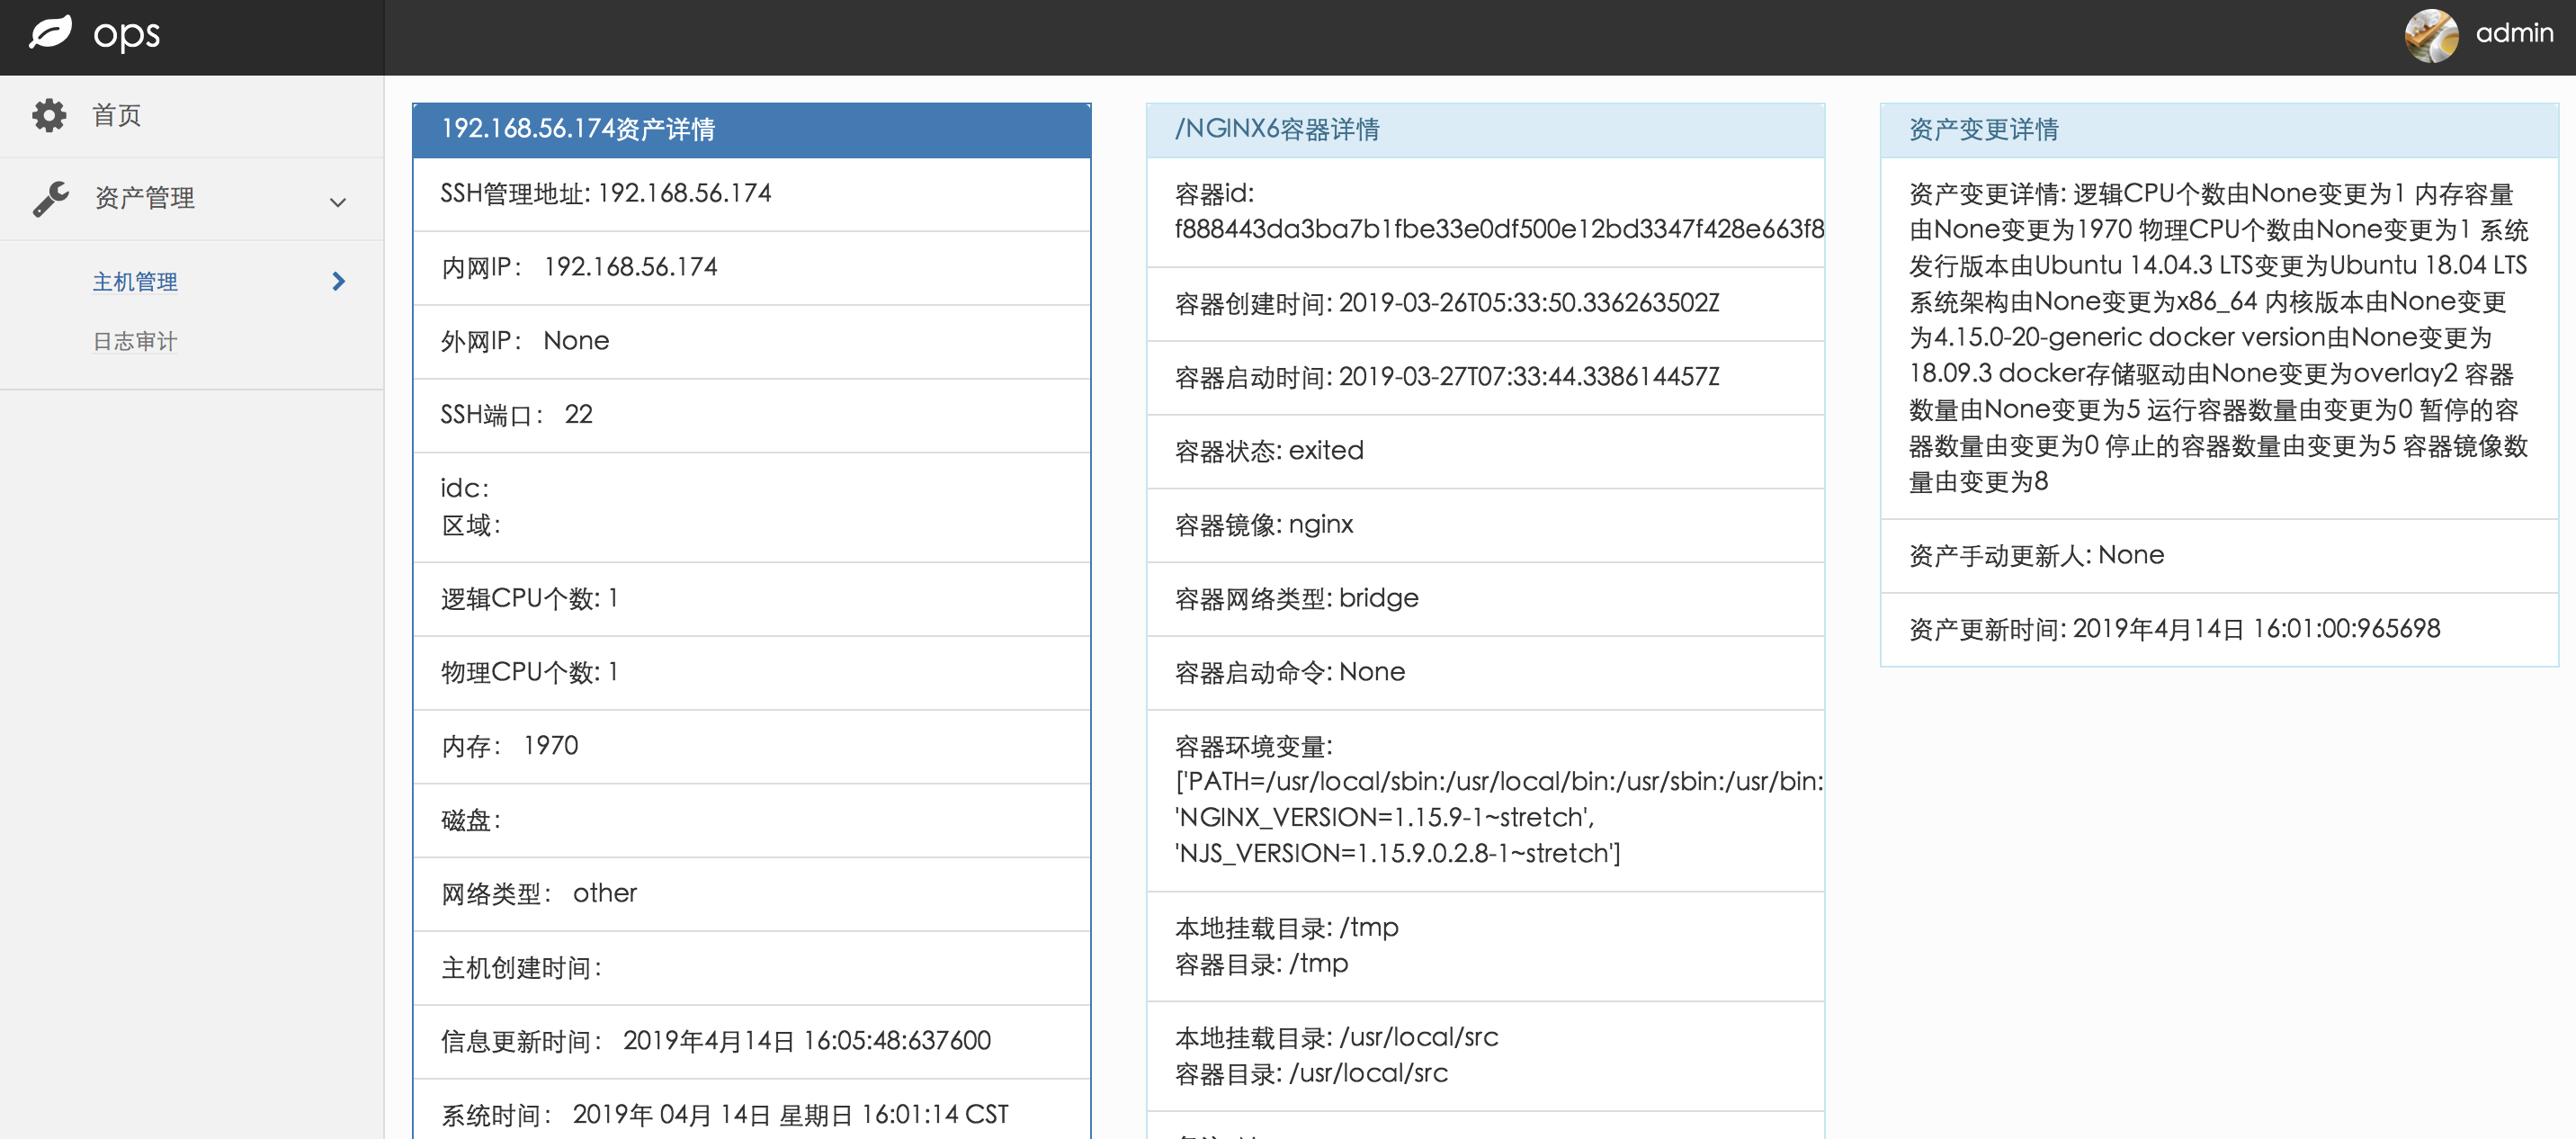 ops
admin
首页
资产管理
主机管理
日志审计
192.168.56.174资产详情
SSH管理地址: 192.168.56.174
内网IP： 192.168.56.174
外网IP： None
SSH端口： 22
idc：
区域：
逻辑CPU个数: 1
物理CPU个数: 1
内存： 1970
磁盘：
网络类型： other
主机创建时间：
信息更新时间： 2019年4月14日 16:05:48:637600
系统时间： 2019年 04月 14日 星期日 16:01:14 CST
/NGINX6容器详情
容器id:
f888443da3ba7b1fbe33e0df500e12bd3347f428e663f8
容器创建时间: 2019-03-26T05:33:50.336263502Z
容器启动时间: 2019-03-27T07:33:44.338614457Z
容器状态: exited
容器镜像: nginx
容器网络类型: bridge
容器启动命令: None
容器环境变量:
['PATH=/usr/local/sbin:/usr/local/bin:/usr/sbin:/usr/bin:
'NGINX_VERSION=1.15.9-1~stretch',
'NJS_VERSION=1.15.9.0.2.8-1~stretch']
本地挂载目录: /tmp
容器目录: /tmp
本地挂载目录: /usr/local/src
容器目录: /usr/local/src
资产变更详情
资产变更详情: 逻辑CPU个数由None变更为1 内存容量
由None变更为1970 物理CPU个数由None变更为1 系统
发行版本由Ubuntu 14.04.3 LTS变更为Ubuntu 18.04 LTS
系统架构由None变更为x86_64 内核版本由None变更
为4.15.0-20-generic docker version由None变更为
18.09.3 docker存储驱动由None变更为overlay2 容器
数量由None变更为5 运行容器数量由变更为0 暂停的容
器数量由变更为0 停止的容器数量由变更为5 容器镜像数
量由变更为8
资产手动更新人: None
资产更新时间: 2019年4月14日 16:01:00:965698